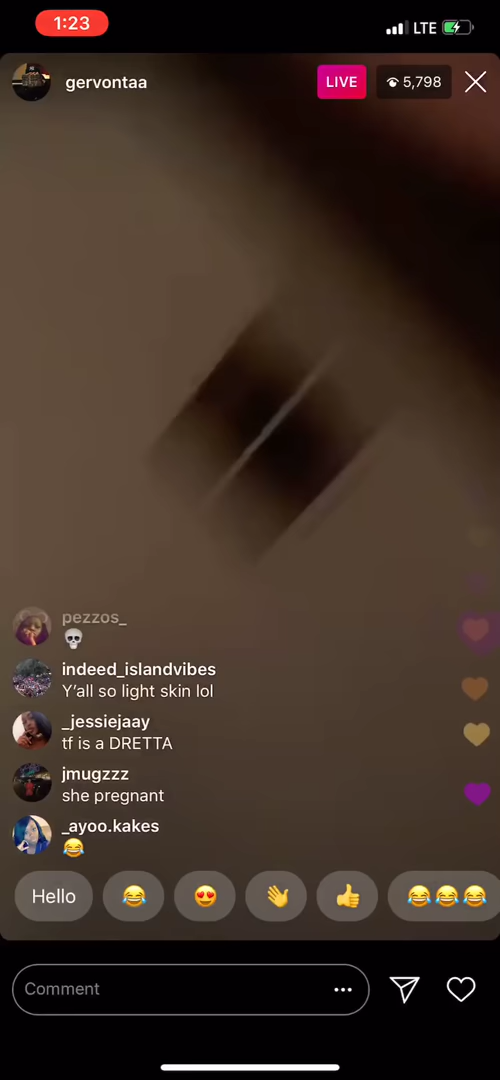 1:23
LTE
gervontaa
LIVE
5,798
pezzos_
💀
indeed_islandvibes
Y'all so light skin lol
_jessiejaay
tf is a DRETTA
jmugzzz
she pregnant
_ayoo.kakes
😂
Hello 😂 😍 👋 👍 😂😂😂
Comment